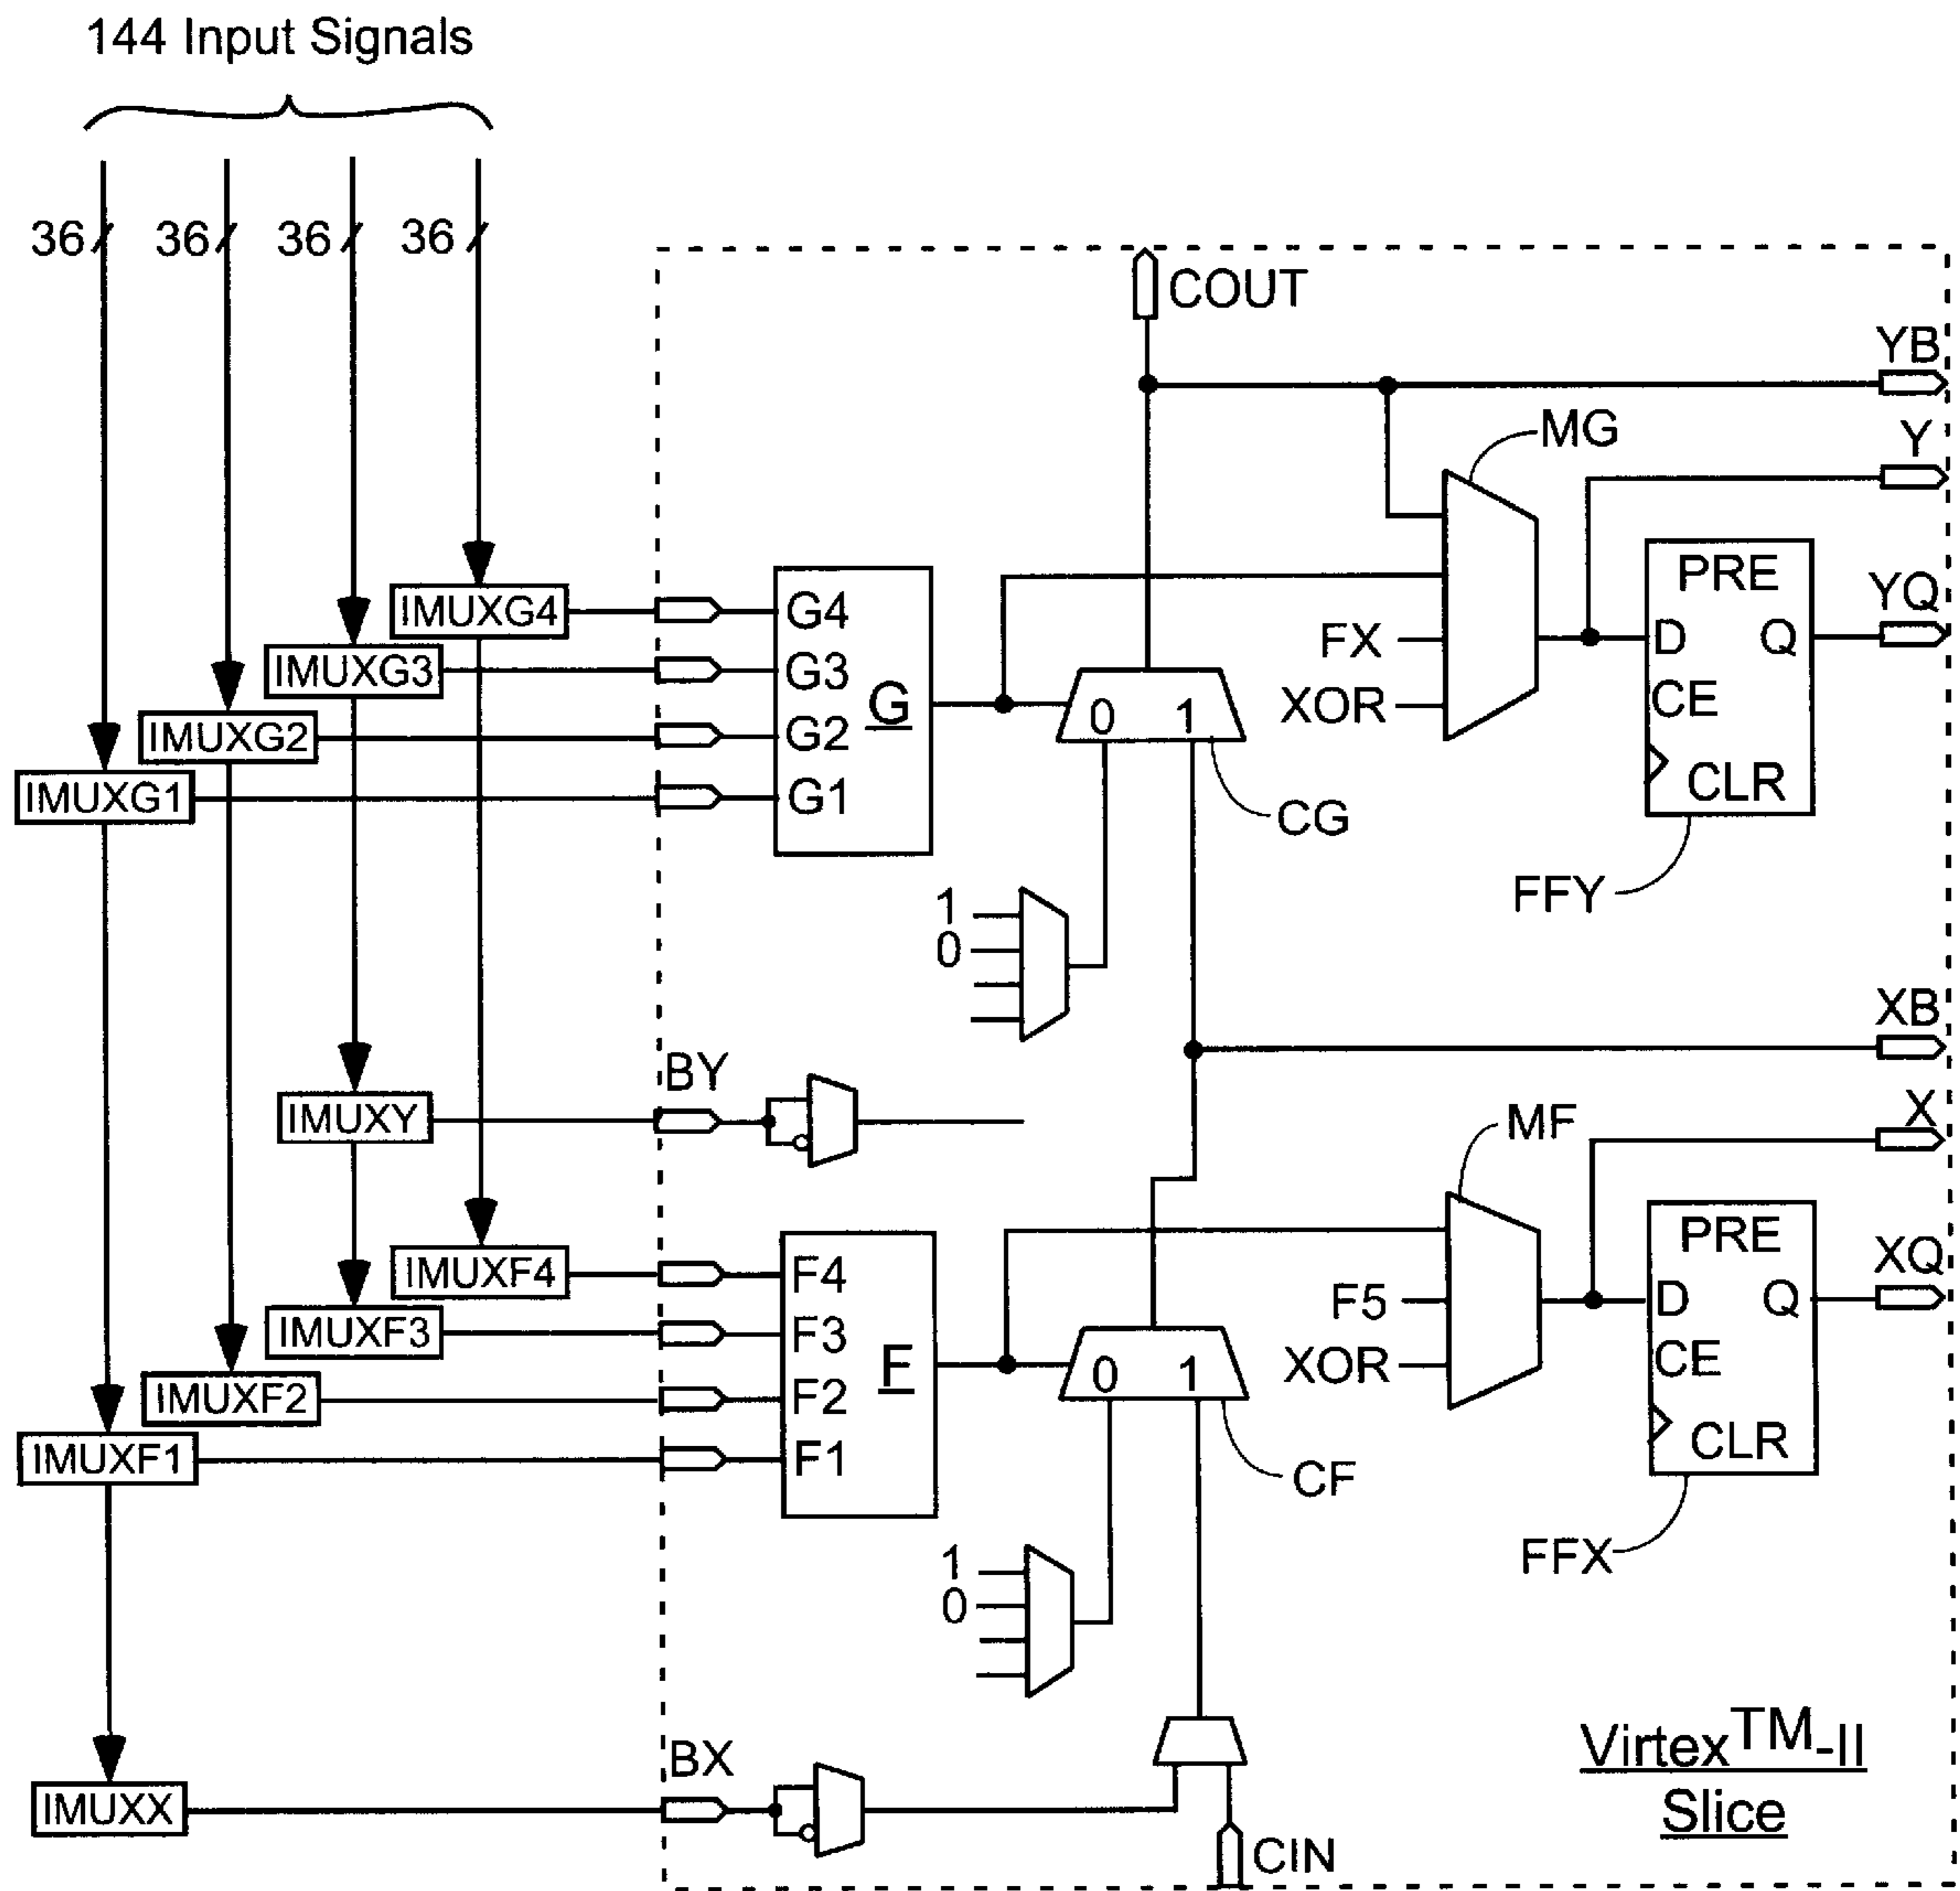 144 Input Signals
36 36 36 36
COUT
YB
MG
Y
IMUXG4
G4
PRE
YQ
IMUXG3
G3
FX
D Q
IMUXG2
G2
G
0 1
XOR
CE
IMUXG1
G1
CG
CLR
FFY
1
0
XB
BY
IMUXY
MF
X
IMUXF4
F4
PRE
XQ
IMUXF3
F3
F5
D Q
IMUXF2
F2
F
0 1
XOR
CE
IMUXF1
F1
CF
CLR
FFX
1
0
BX
IMUXX
CIN
Virtex™-II
Slice